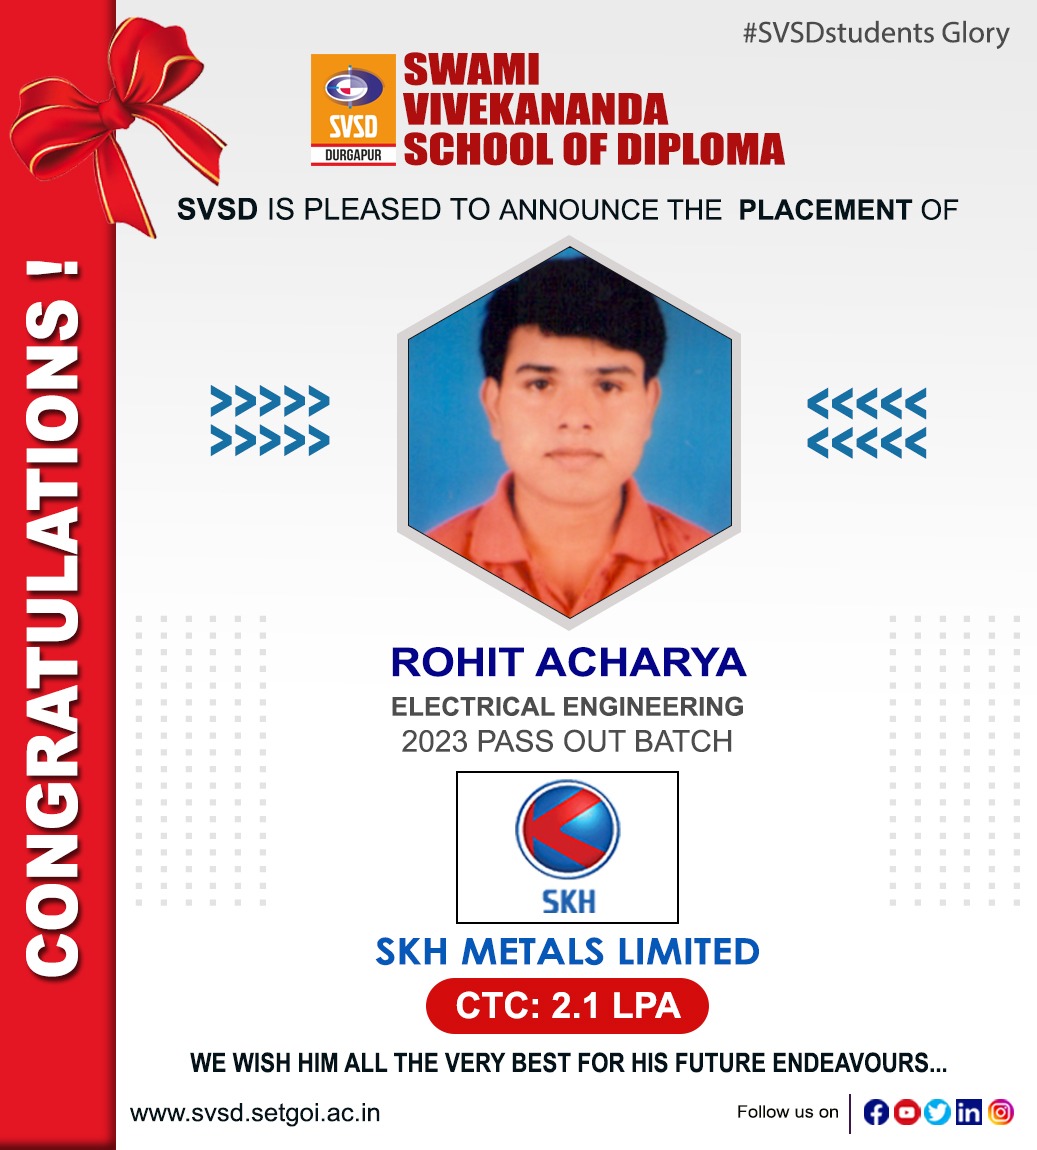 #SVSDstudents Glory
SVSD
DURGAPUR
SWAMI
VIVEKANANDA
SCHOOL OF DIPLOMA
SVSD IS PLEASED TO ANNOUNCE THE PLACEMENT OF
CONGRATULATIONS !
ROHIT ACHARYA
ELECTRICAL ENGINEERING
2023 PASS OUT BATCH
SKH
SKH METALS LIMITED
CTC: 2.1 LPA
WE WISH HIM ALL THE VERY BEST FOR HIS FUTURE ENDEAVOURS...
www.svsd.setgoi.ac.in
Follow us on